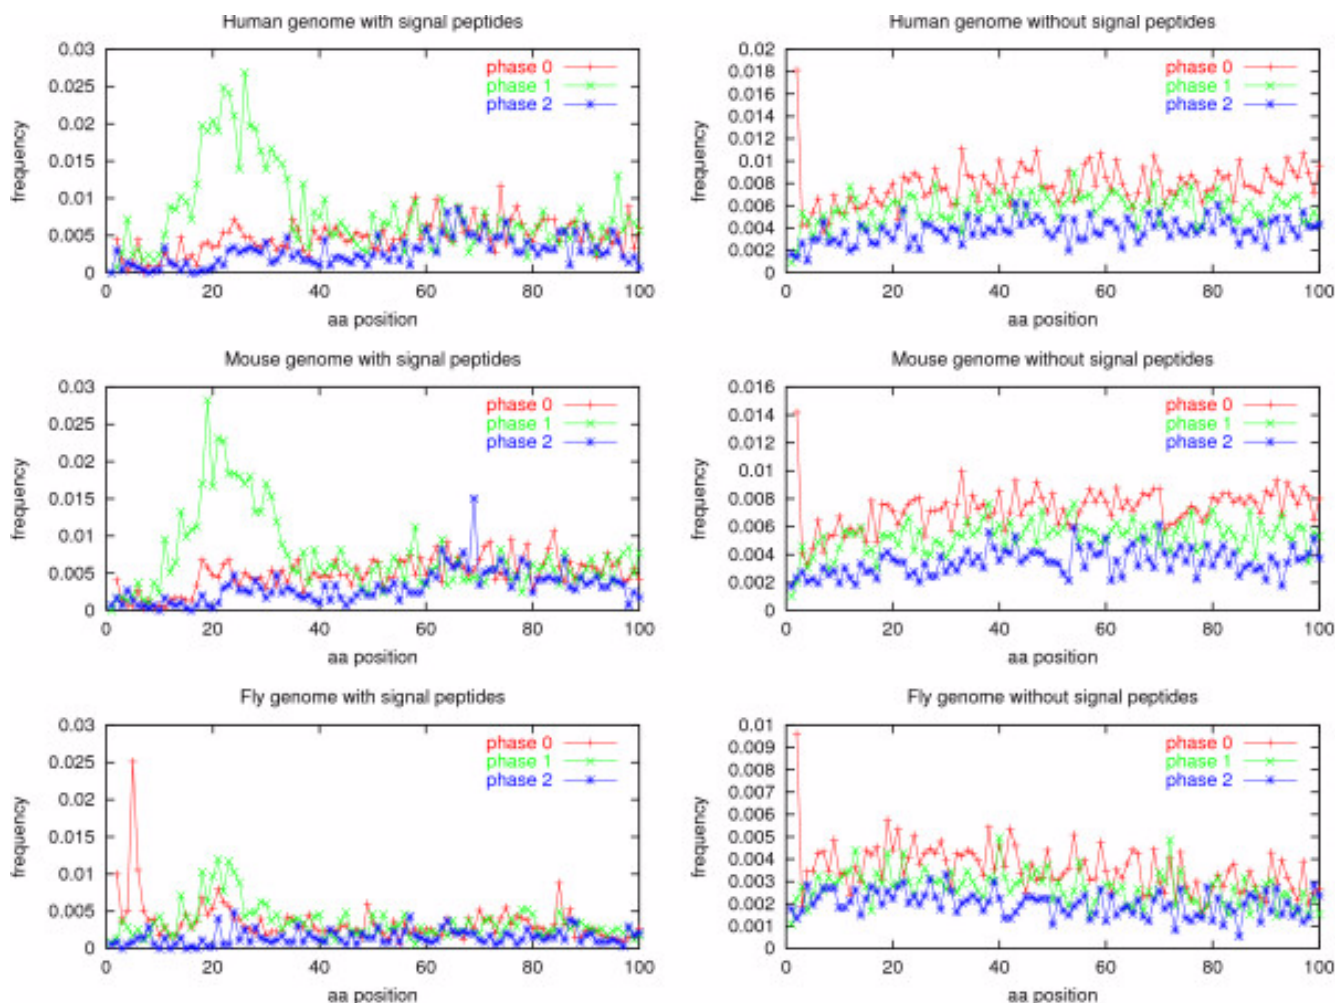 Human genome with signal peptides
0.03
0.025
0.02
0.015
0.01
0.005
0
frequency
phase 0
phase 1
phase 2
0 20 40 60 80 100
aa position
Human genome without signal peptides
0.02
0.018
0.016
0.014
0.012
0.01
0.008
0.006
0.004
0.002
0
frequency
phase 0
phase 1
phase 2
0 20 40 60 80 100
aa position
Mouse genome with signal peptides
0.03
0.025
0.02
0.015
0.01
0.005
0
frequency
phase 0
phase 1
phase 2
0 20 40 60 80 100
aa position
Mouse genome without signal peptides
0.016
0.014
0.012
0.01
0.008
0.006
0.004
0.002
0
frequency
phase 0
phase 1
phase 2
0 20 40 60 80 100
aa position
Fly genome with signal peptides
0.03
0.025
0.02
0.015
0.01
0.005
0
frequency
phase 0
phase 1
phase 2
0 20 40 60 80 100
aa position
Fly genome without signal peptides
0.01
0.009
0.008
0.007
0.006
0.005
0.004
0.003
0.002
0.001
0
frequency
phase 0
phase 1
phase 2
0 20 40 60 80 100
aa position